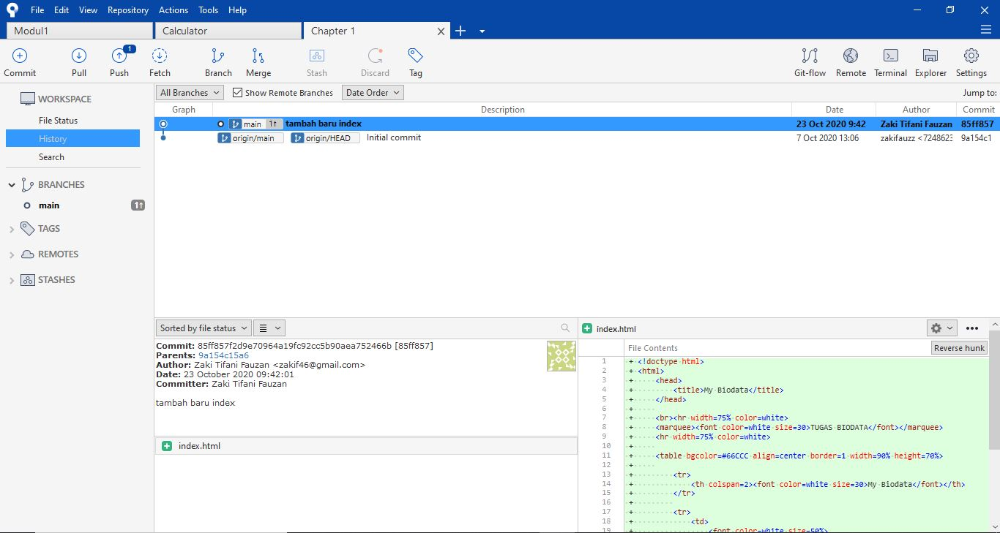 File Edit View Repository Actions Tools Help
Modul1 Calculator Chapter 1
1
Commit Pull Push Fetch Branch Merge Stash Discard Tag Git-flow Remote Terminal Explorer Settings
WORKSPACE
File Status
History
Search
BRANCHES
main 1↑
TAGS
REMOTES
STASHES
All Branches Show Remote Branches Date Order Jump to:
Graph Description Date Author Commit
main 1↑ tambah baru index 23 Oct 2020 9:42 Zaki Tifani Fauzan 85ff857
origin/main origin/HEAD Initial commit 7 Oct 2020 13:06 zakifauzz <7248623 9a154c1
Sorted by file status
Commit: 85ff857f2d9e70964a19fc92cc5b90aea752466b [85ff857]
Parents: 9a154c15a6
Author: Zaki Tifani Fauzan <zakif46@gmail.com>
Date: 23 October 2020 09:42:01
Committer: Zaki Tifani Fauzan
tambah baru index
index.html
index.html
File Contents Reverse hunk
1 + <!doctype html>
2 + <html>
3 + <head>
4 + <title>My Biodata</title>
5 + </head>
6 +
7 + <br><hr width=75% color=white>
8 + <marquee><font color=white size=30>TUGAS BIODATA</font></marquee>
9 + <hr width=75% color=white>
10 +
11 + <table bgcolor=#66CCC align=center border=1 width=90% height=70%>
12 +
13 + <tr>
14 + <th colspan=2><font color=white size=30>My Biodata</font></th>
15 + </tr>
16 +
17 + <tr>
18 + <td>
19 + <font color=white size=50%>